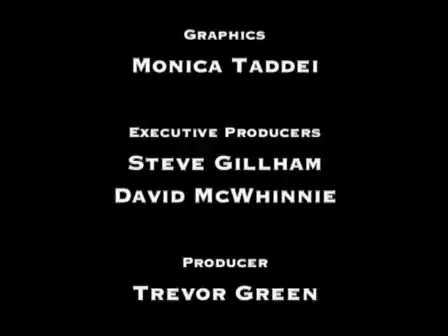 GRAPHICS
MONICA TADDEI
EXECUTIVE PRODUCERS
STEVE GILLHAM
DAVID MCWHINNIE
PRODUCER
TREVOR GREEN